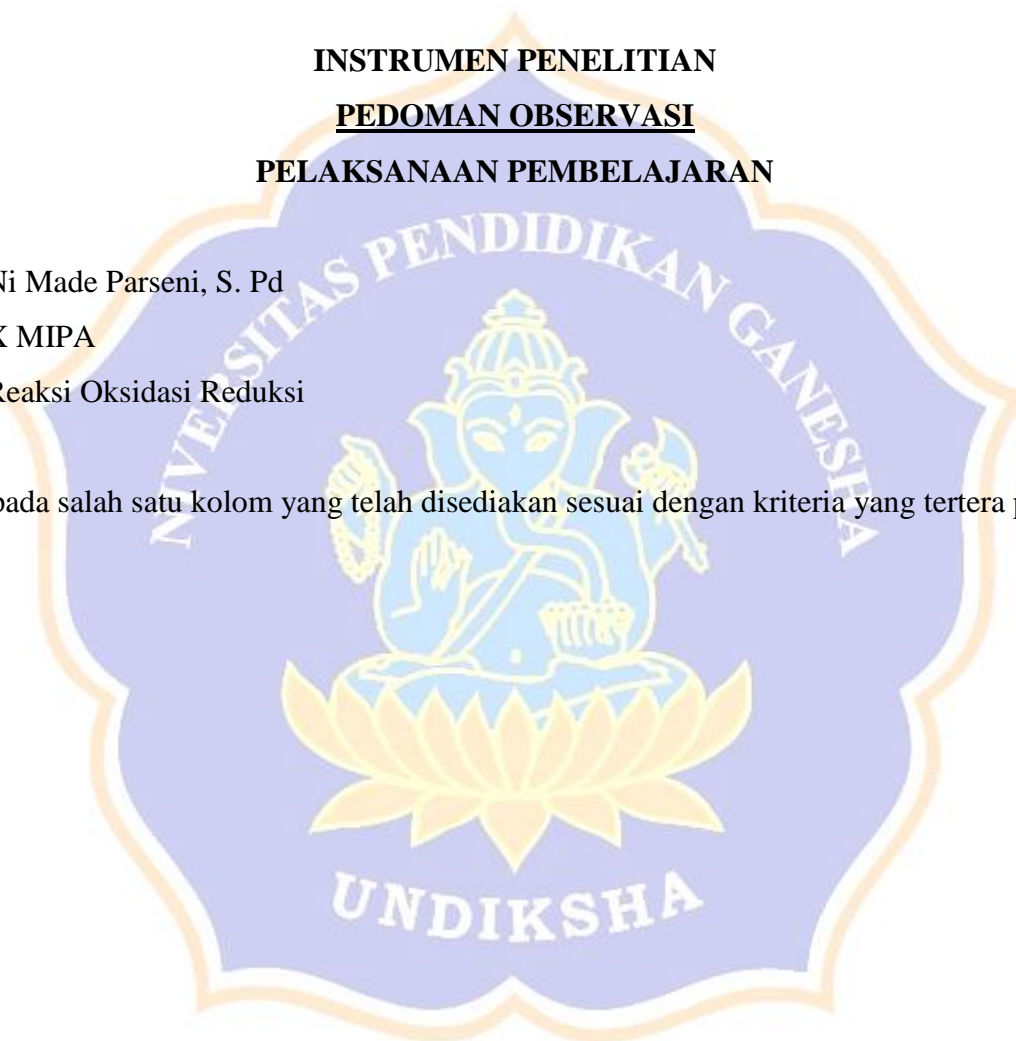 INSTRUMEN PENELITIAN
PEDOMAN OBSERVASI
PELAKSANAAN PEMBELAJARAN
UNIVERSITAS PENDIDIKAN GANESHA
Ni Made Parseni, S. Pd
X MIPA
Reaksi Oksidasi Reduksi
pada salah satu kolom yang telah disediakan sesuai dengan kriteria yang tertera p
UNDIKSHA